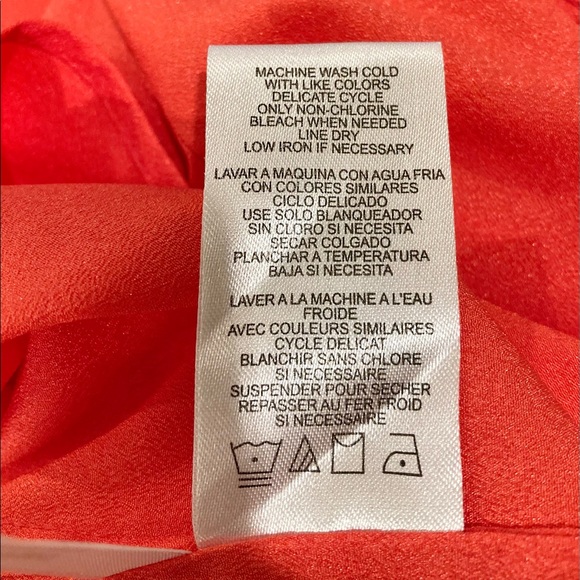 MACHINE WASH COLD
WITH LIKE COLORS
DELICATE CYCLE
ONLY NON-CHLORINE
BLEACH WHEN NEEDED
LINE DRY
LOW IRON IF NECESSARY
LAVAR A MAQUINA CON AGUA FRIA
CON COLORES SIMILARES
CICLO DELICADO
USE SOLO BLANQUEADOR
SIN CLORO SI NECESITA
SECAR COLGADO
PLANCHAR A TEMPERATURA
BAJA SI NECESITA
LAVER A LA MACHINE A L'EAU
FROIDE
AVEC COULEURS SIMILAIRES
CYCLE DELICAT
BLANCHIR SANS CHLORE
SI NECESSAIRE
SUSPENDER POUR SECHER
REPASSER AU FER FROID
SI NECESSAIRE